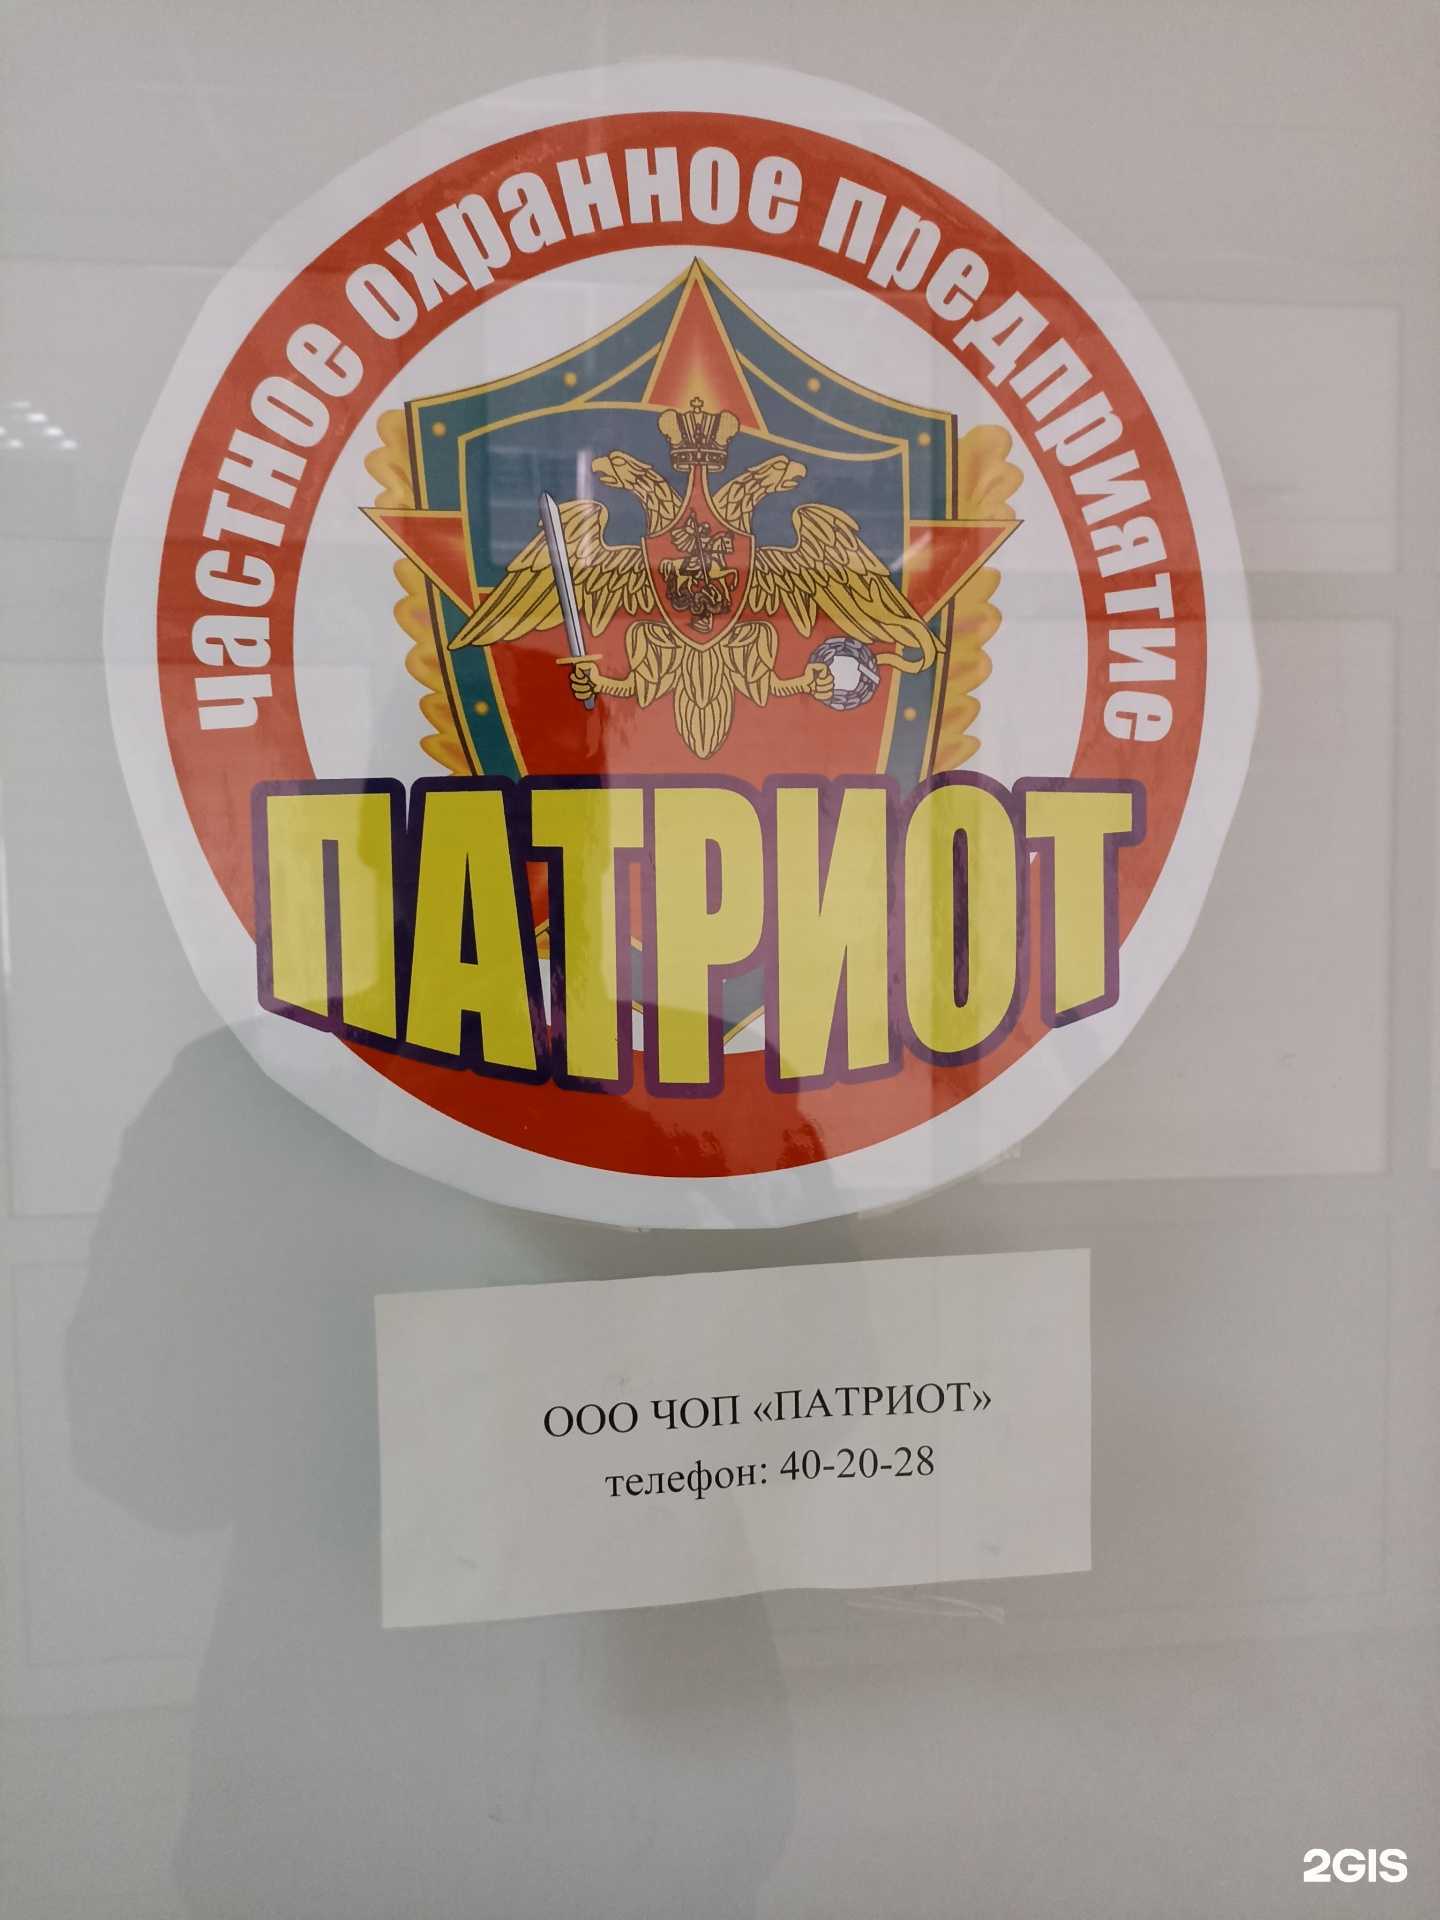 частное охранное предприятие
ПАТРИОТ
ООО ЧОП «ПАТРИОТ»
телефон: 40-20-28
2GIS